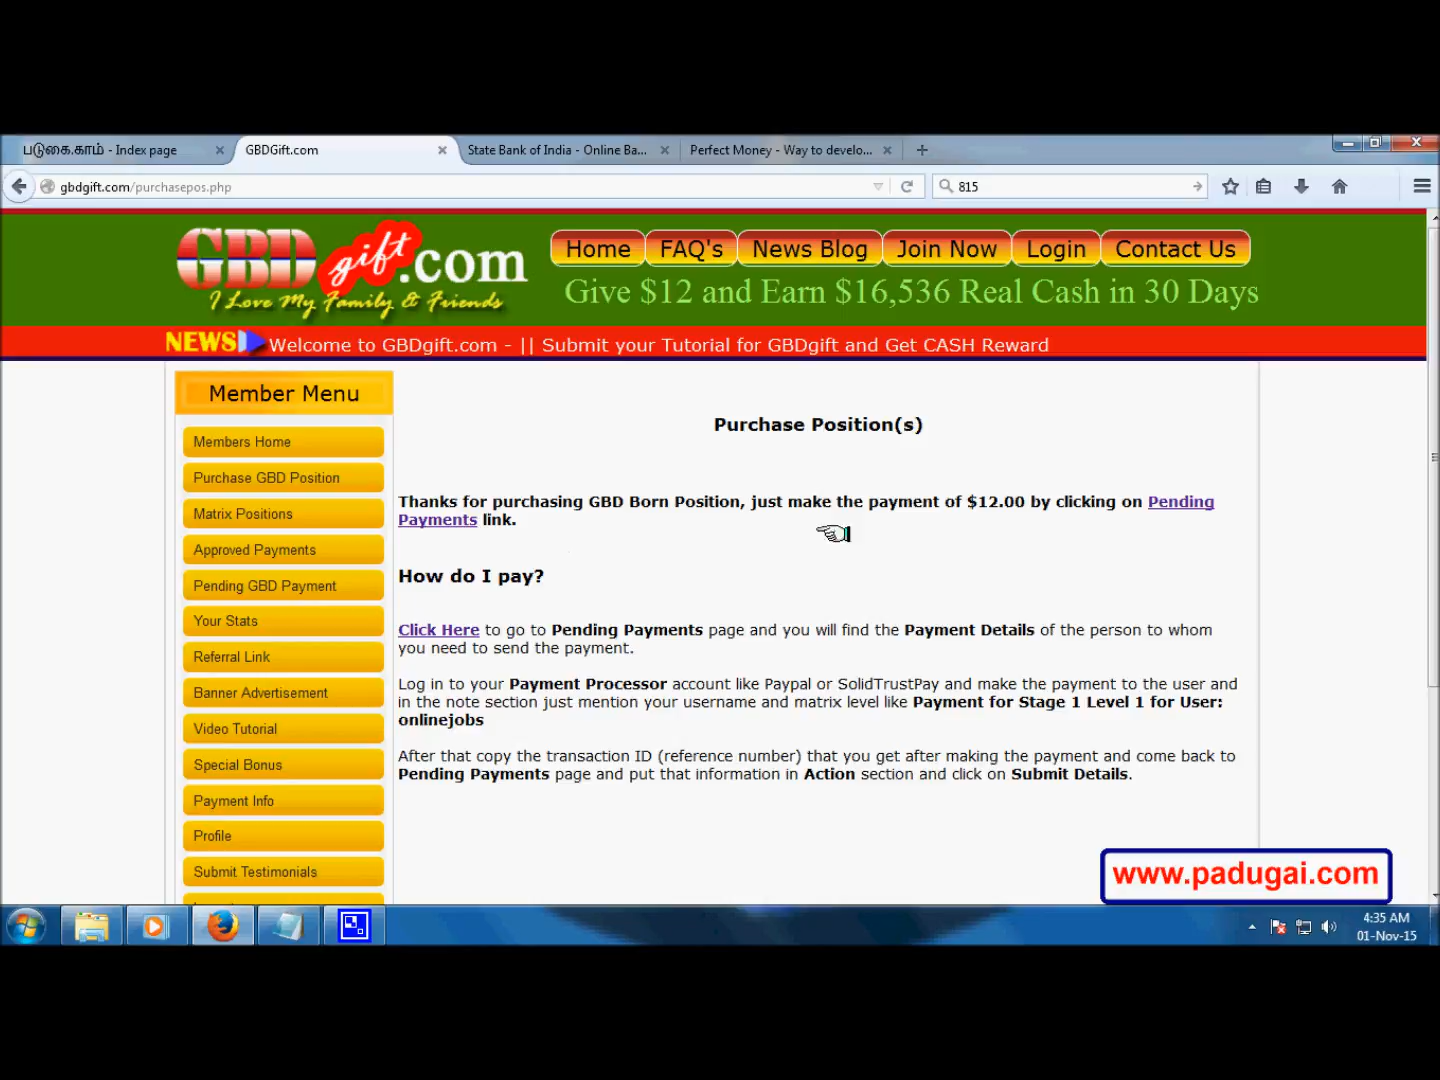 படுகை.காம் - Index page
GBDGift.com
State Bank of India - Online Ba...
Perfect Money - Way to develo...
gbdgift.com/purchasepos.php
815
GBDgift.com
I Love My Family & Friends
Home
FAQ's
News Blog
Join Now
Login
Contact Us
Give $12 and Earn $16,536 Real Cash in 30 Days
NEWS
Welcome to GBDgift.com - || Submit your Tutorial for GBDgift and Get CASH Reward
Member Menu
Members Home
Purchase GBD Position
Matrix Positions
Approved Payments
Pending GBD Payment
Your Stats
Referral Link
Banner Advertisement
Video Tutorial
Special Bonus
Payment Info
Profile
Submit Testimonials
Purchase Position(s)
Thanks for purchasing GBD Born Position, just make the payment of $12.00 by clicking on Pending
Payments link.
How do I pay?
Click Here to go to Pending Payments page and you will find the Payment Details of the person to whom
you need to send the payment.
Log in to your Payment Processor account like Paypal or SolidTrustPay and make the payment to the user and
in the note section just mention your username and matrix level like Payment for Stage 1 Level 1 for User:
onlinejobs
After that copy the transaction ID (reference number) that you get after making the payment and come back to
Pending Payments page and put that information in Action section and click on Submit Details.
www.padugai.com
4:35 AM
01-Nov-15